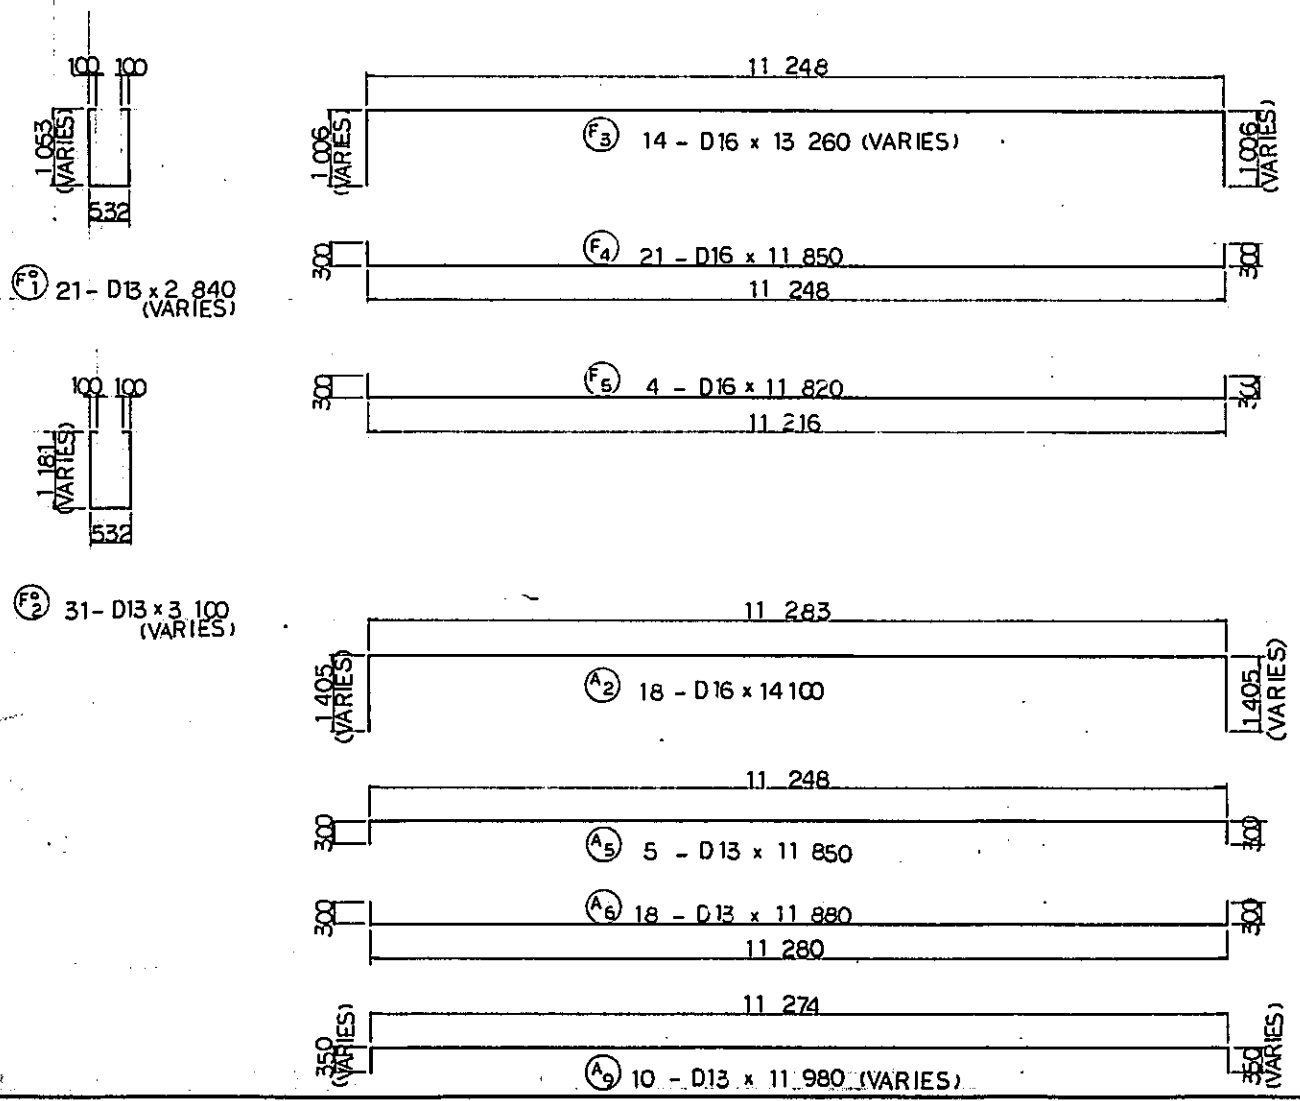 100 100
1 053
(VARIES)
532
F°1 21 - D13 x 2 840
(VARIES)
100 100
1 181
(VARIES)
532
F°2 31 - D13 x 3 100
(VARIES)
11 248
1 006
(VARIES)
F3 14 - D16 x 13 260 (VARIES)
1 006
(VARIES)
300
F4 21 - D16 x 11 850
300
11 248
300
F5 4 - D16 x 11 820
300
11 216
11 283
1 405
(VARIES)
A2 18 - D16 x 14 100
1 405
(VARIES)
11 248
300
A5 5 - D13 x 11 850
300
300
A6 18 - D13 x 11 880
300
11 280
11 274
350
(VARIES)
A9 10 - D13 x 11 980 (VARIES)
350
(VARIES)